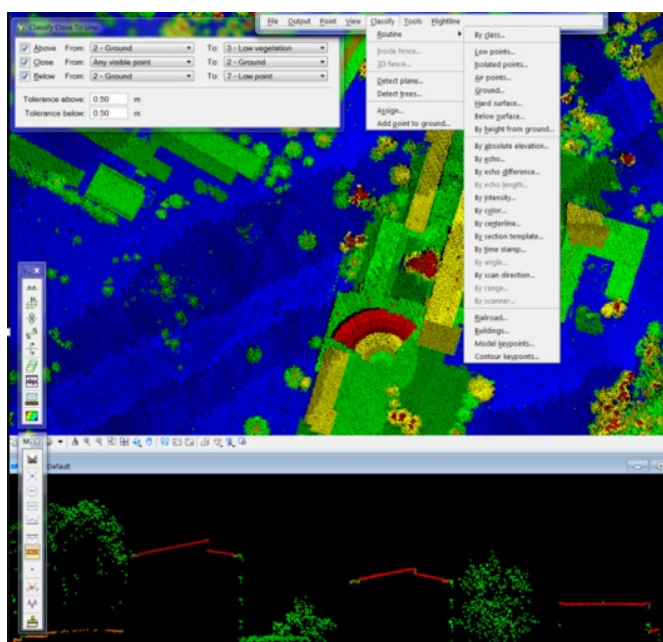 Classify Close To Line
Above From: 2 - Ground To: 3 - Low vegetation
Close From: Any visible point To: 2 - Ground
Below From: 2 - Ground To: 7 - Low point
Tolerance above: 0.50 m
Tolerance below: 0.50 m
File Output Point View Classify Tools Flightline
Routine
Inside fence...
3D fence...
Detect plane...
Detect trees...
Assign...
Add point to ground...
By class...
Low points...
Isolated points...
Air points...
Ground...
Hard surface...
Below surface...
By height from ground...
By absolute elevation...
By echo...
By echo difference...
By echo length...
By intensity...
By color...
By centerline...
By section template...
By time stamp...
By angle...
By scan direction...
By range...
By scanner...
Railroad...
Buildings...
Model keypoints...
Contour keypoints...
Default